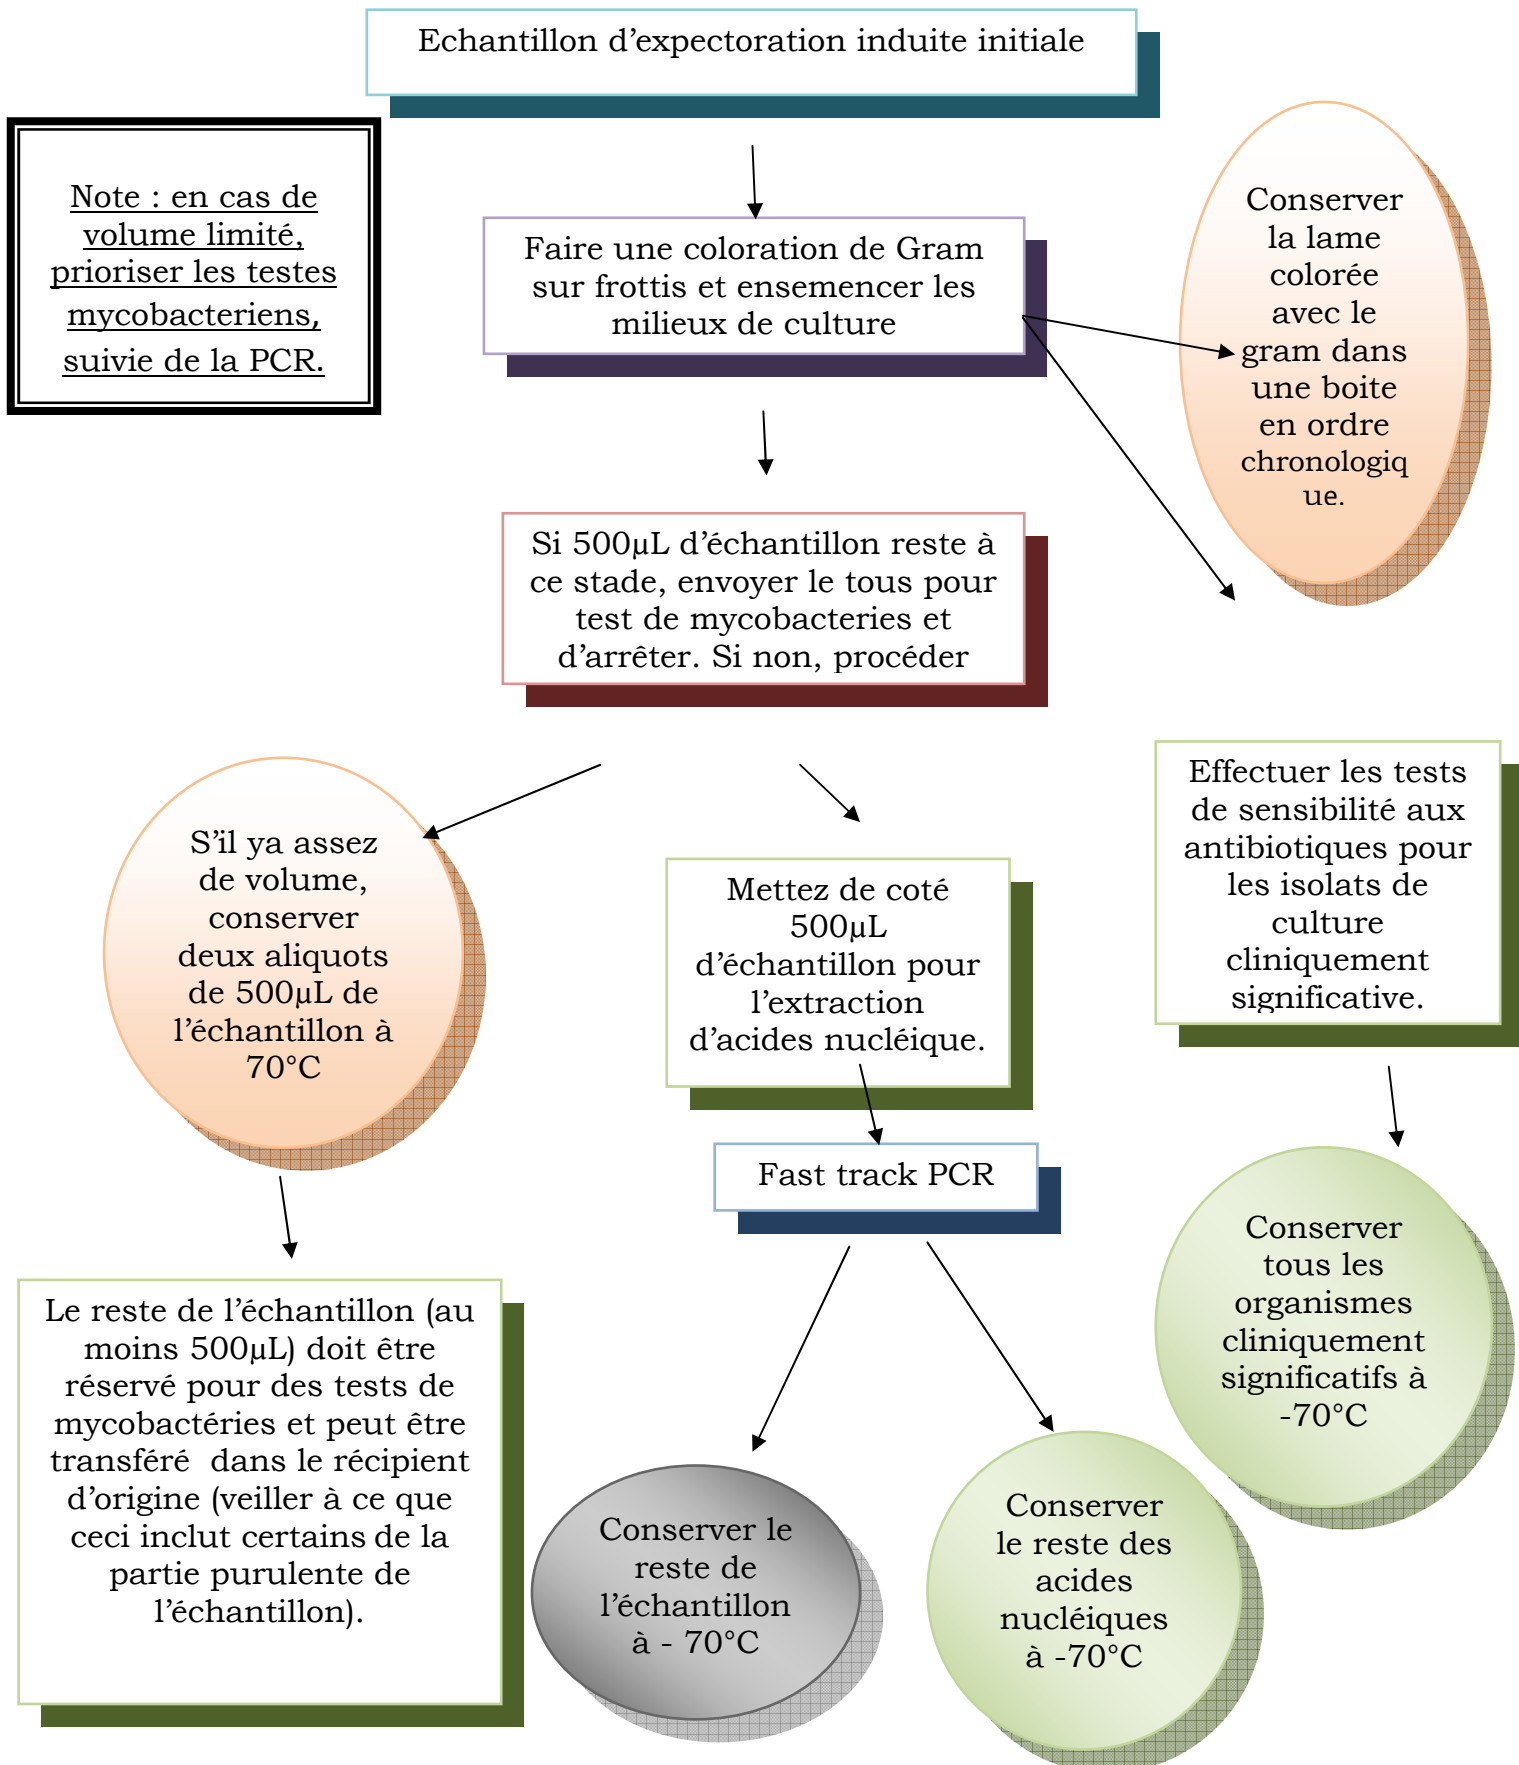 Echantillon d’expectoration induite initiale
Note : en cas de
volume limité,
prioriser les testes
mycobacteriens,
suivie de la PCR.
Faire une coloration de Gram
sur frottis et ensemencer les
milieux de culture
Conserver
la lame
colorée
avec le
gram dans
une boite
en ordre
chronologiq
ue.
Si 500µL d’échantillon reste à
ce stade, envoyer le tous pour
test de mycobacteries et
d’arrêter. Si non, procéder
S’il ya assez
de volume,
conserver
deux aliquots
de 500µL de
l’échantillon à
70°C
Mettez de coté
500µL
d’échantillon pour
l’extraction
d’acides nucléique.
Effectuer les tests
de sensibilité aux
antibiotiques pour
les isolats de
culture
cliniquement
significative.
Fast track PCR
Le reste de l’échantillon (au
moins 500µL) doit être
réservé pour des tests de
mycobactéries et peut être
transféré  dans le récipient
d’origine (veiller à ce que
ceci inclut certains de la
partie purulente de
l’échantillon).
Conserver le
reste de
l’échantillon
à - 70°C
Conserver
le reste des
acides
nucléiques
à -70°C
Conserver
tous les
organismes
cliniquement
significatifs à
-70°C